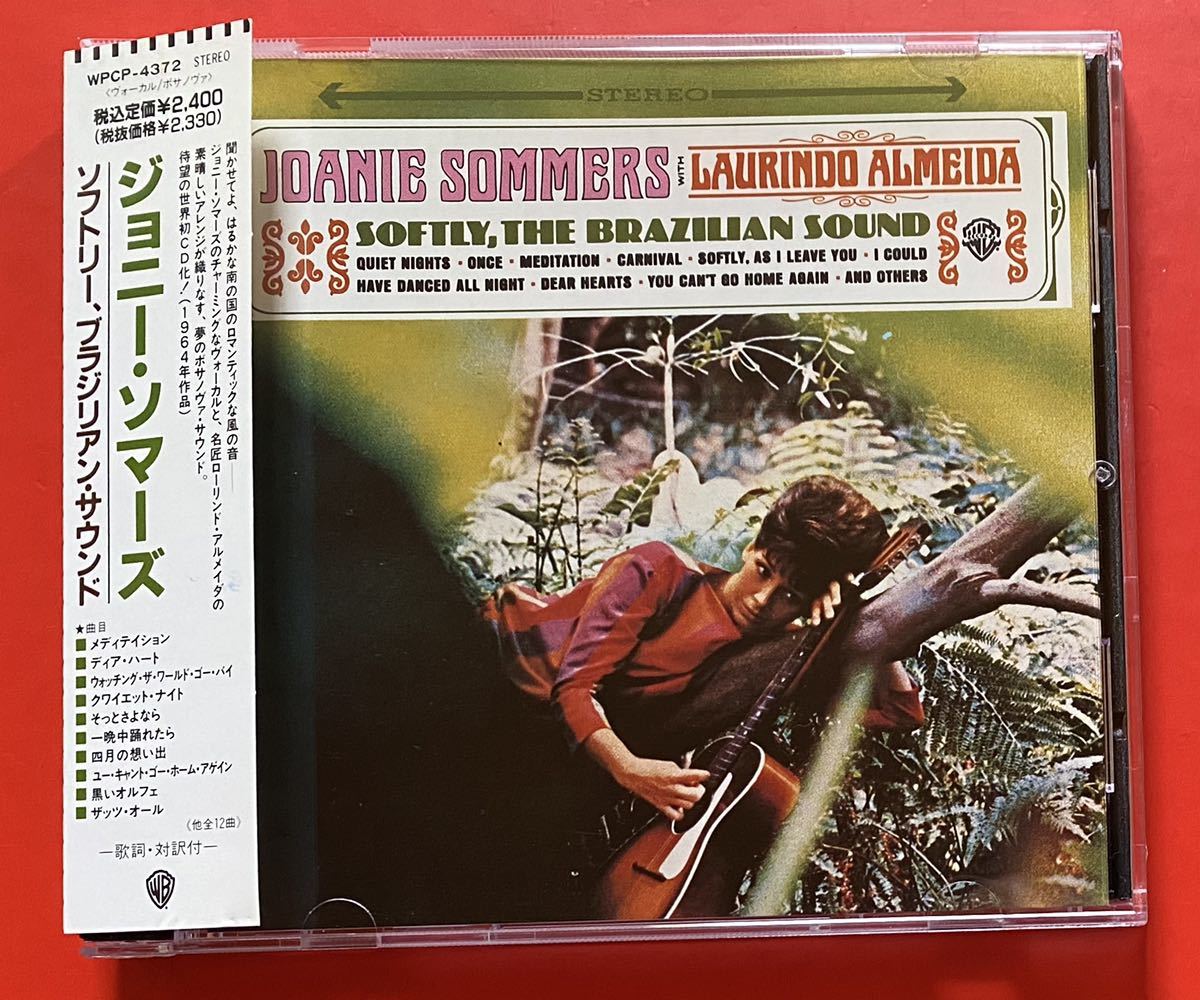 WPCP-4372 STEREO
〈ヴォーカル/ボサノヴァ〉
税込定価¥2,400
(税抜価格¥2,330)
聞かせてよ、はるかな南の国のロマンティックな風の音——
ジョニー・ソマーズのチャーミングなヴォーカルと、名匠ローリンド・アルメイダの
素晴しいアレンジが織りなす、夢のボサノヴァ・サウンド。
待望の世界初CD化!(1964年作品)
ジョニー・ソマーズ
ソフトリー、ブラジリアン・サウンド
★曲目
■メディテイション
■ディア・ハート
■ウォッチング・ザ・ワールド・ゴー・バイ
■クワイエット・ナイト
■そっとさよなら
■一晩中踊れたら
■四月の想い出
■ユー・キャント・ゴー・ホーム・アゲイン
■黒いオルフェ
■ザッツ・オール
〈他全12曲〉
—歌詞・対訳付—
WB
STEREO
JOANIE SOMMERS WITH LAURINDO ALMEIDA
SOFTLY, THE BRAZILIAN SOUND
QUIET NIGHTS · ONCE · MEDITATION · CARNIVAL · SOFTLY, AS I LEAVE YOU · I COULD
HAVE DANCED ALL NIGHT · DEAR HEARTS · YOU CAN'T GO HOME AGAIN · AND OTHERS